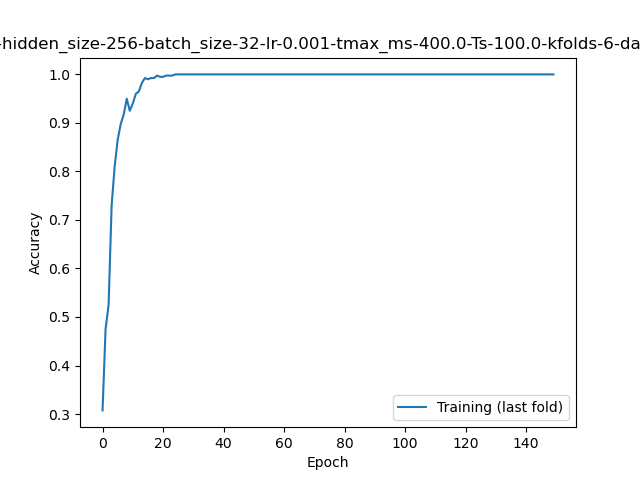 -hidden_size-256-batch_size-32-lr-0.001-tmax_ms-400.0-Ts-100.0-kfolds-6-da
1.0
0.9
0.8
0.7
0.6
0.5
0.4
0.3
Accuracy
Training (last fold)
0 20 40 60 80 100 120 140
Epoch